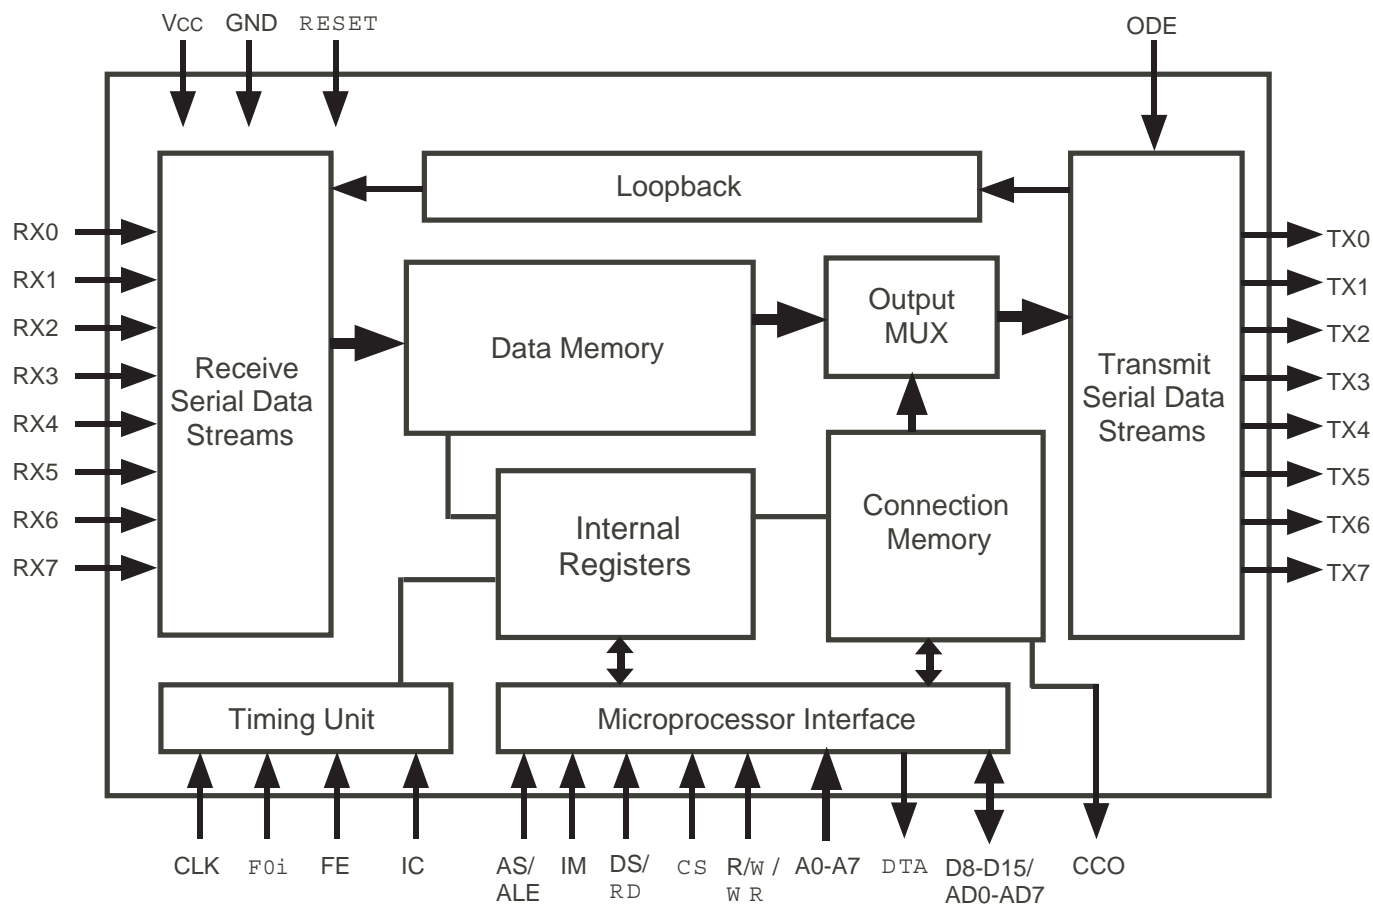 Vcc GND RESET ODE
Loopback
RX0
RX1
RX2
RX3
RX4
RX5
RX6
RX7
Receive
Serial Data
Streams
Data Memory
Output
MUX
Transmit
Serial Data
Streams
TX0
TX1
TX2
TX3
TX4
TX5
TX6
TX7
Internal
Registers
Connection
Memory
Timing Unit
Microprocessor Interface
CLK
F0i
FE
IC
AS/
ALE
IM
DS/
RD
CS
R/W /
W R
A0-A7
DTA
D8-D15/
AD0-AD7
CCO